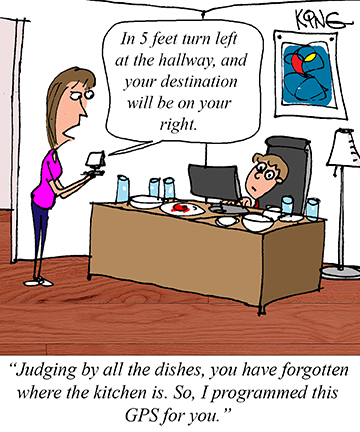 KING
In 5 feet turn left
at the hallway, and
your destination
will be on your
right.
“Judging by all the dishes, you have forgotten
where the kitchen is. So, I programmed this
GPS for you.”